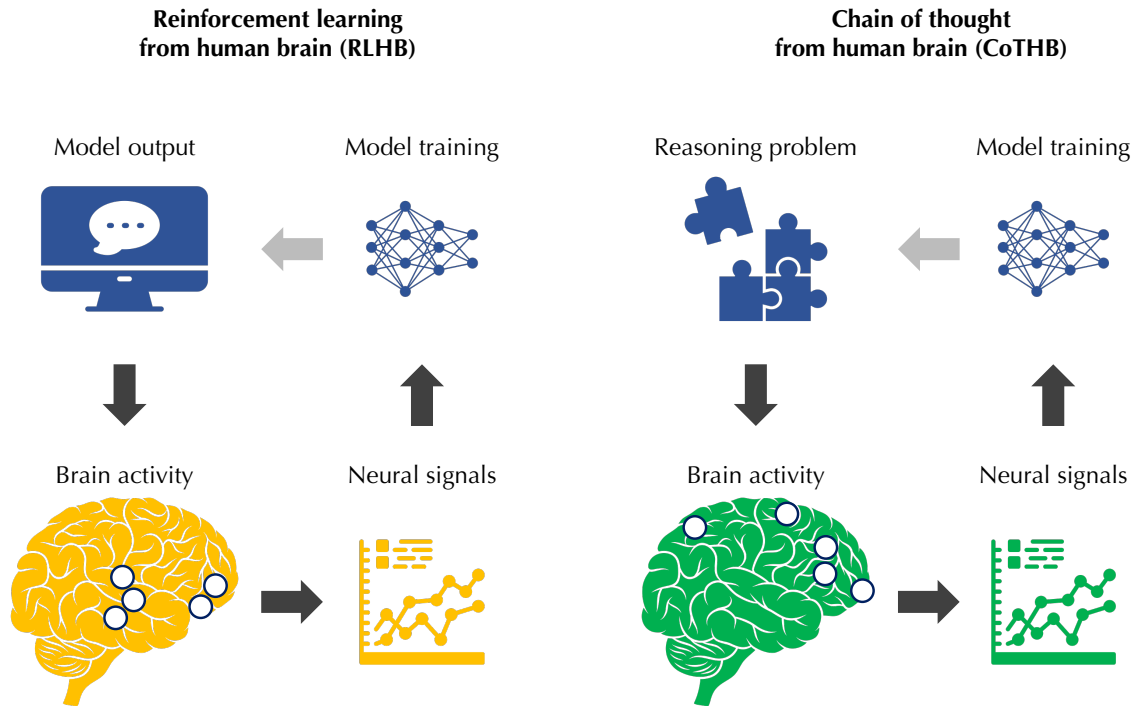 Reinforcement learning
from human brain (RLHB)
Chain of thought
from human brain (CoTHB)
Model output
Model training
Reasoning problem
Model training
Brain activity
Neural signals
Brain activity
Neural signals